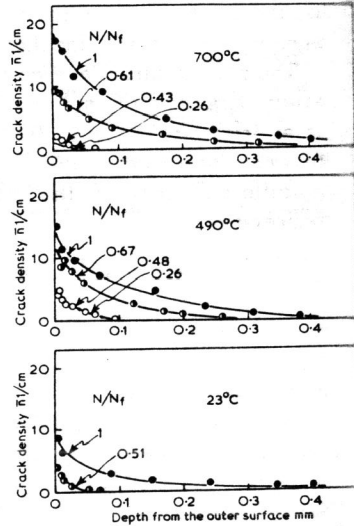 Crack density n̄ 1/cm
20
10
0
N/Nf
1
0.61
0.43
0.26
700°C
0 0.1 0.2 0.3 0.4
Crack density n̄ 1/cm
20
10
0
N/Nf
1
0.67
0.48
0.26
490°C
0 0.1 0.2 0.3 0.4
Crack density n̄ 1/cm
20
10
0
N/Nf
1
0.51
23°C
0 0.1 0.2 0.3 0.4
Depth from the outer surface mm